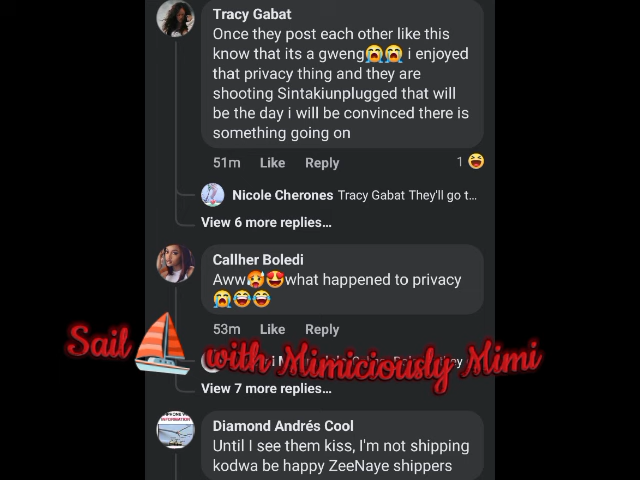 Tracy Gabat
Once they post each other like this
know that its a gweng😭😭 i enjoyed
that privacy thing and they are
shooting Sintakiunplugged that will
be the day i will be convinced there is
something going on
51m Like Reply 1
Nicole Cherones Tracy Gabat They'll go t...
View 6 more replies...
Callher Boledi
Aww🥵😍what happened to privacy
😭😂😂
53m Like Reply
Sail with Mimiciously Mimi
View 7 more replies...
INFORMATION
Diamond Andrés Cool
Until I see them kiss, I'm not shipping
kodwa be happy ZeeNaye shippers